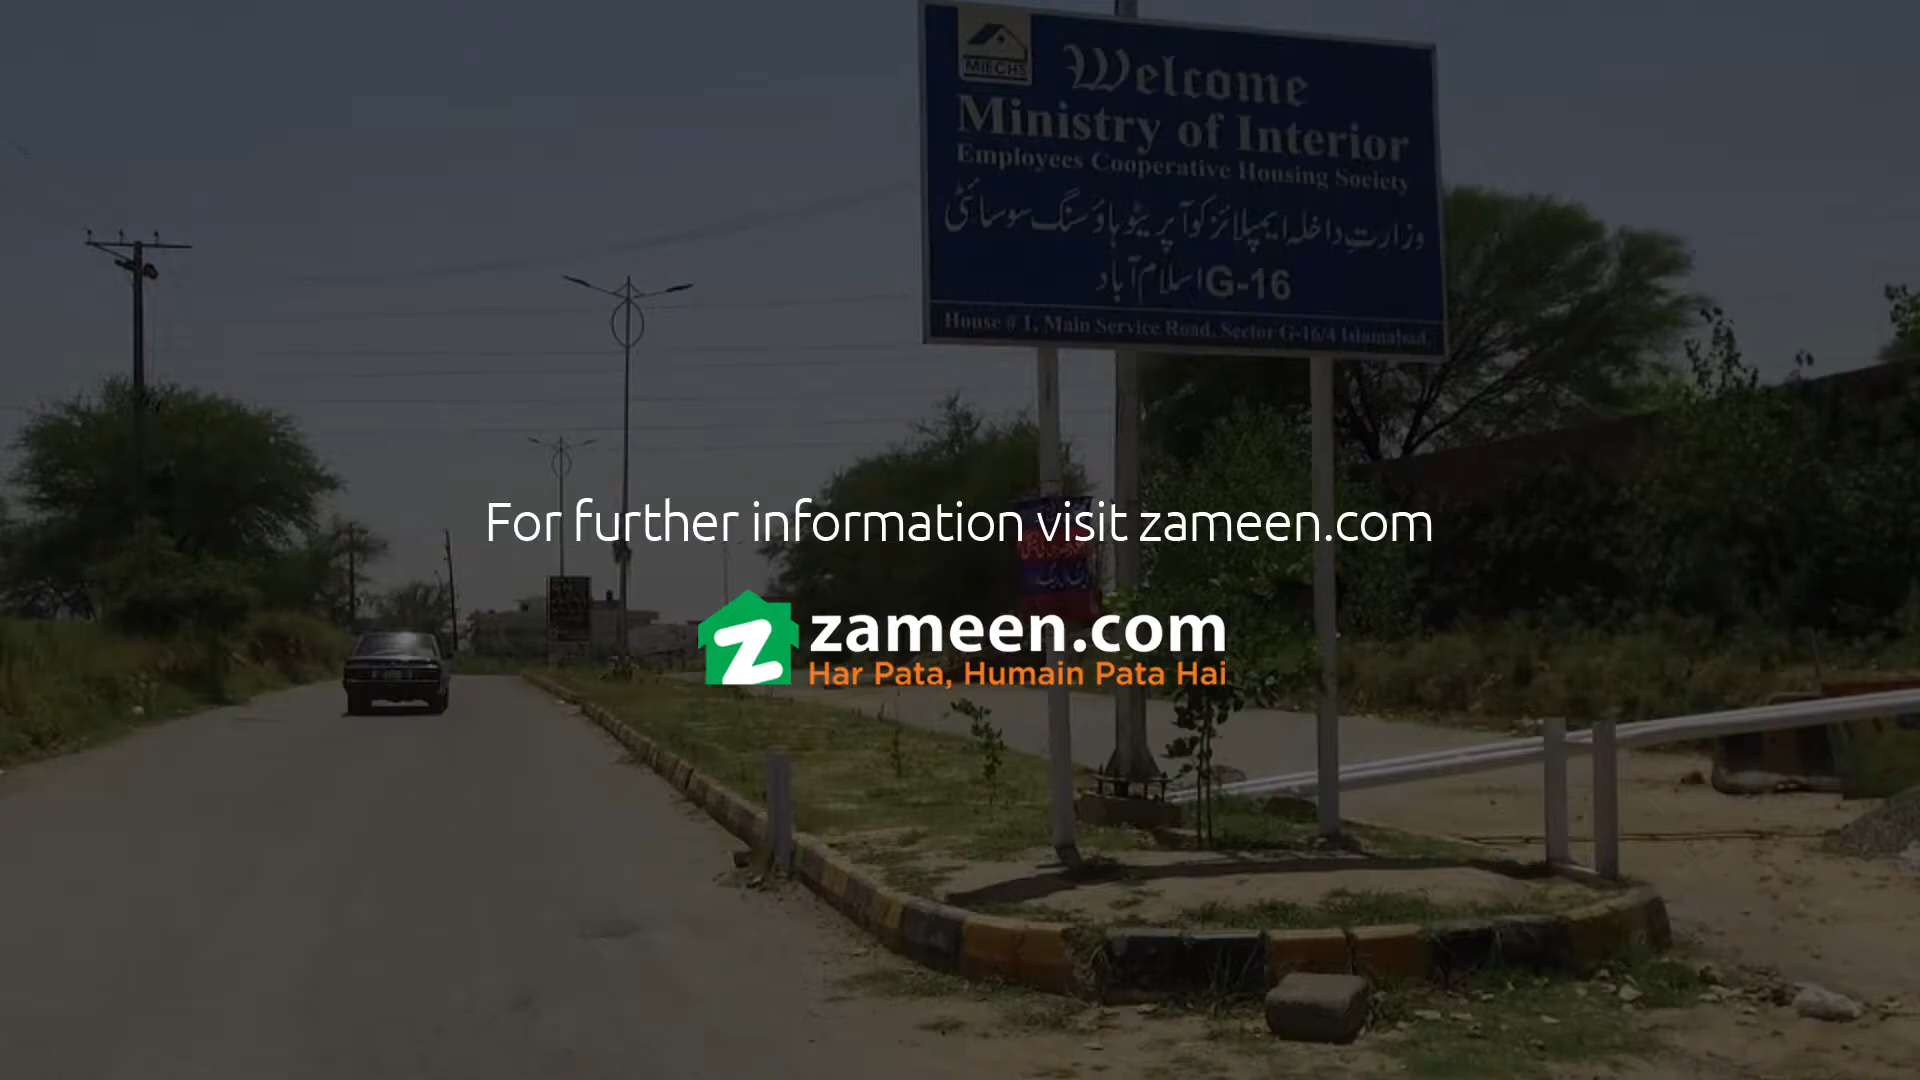 MIECHS
Welcome
Ministry of Interior
Employees Cooperative Housing Society
وزارتِ داخلہ ایمپلائز کوآپریٹو ہاؤسنگ سوسائٹی
G-16 اسلام آباد
House # 1, Main Service Road, Sector G-16/4 Islamabad.
For further information visit zameen.com
zameen.com
Har Pata, Humain Pata Hai